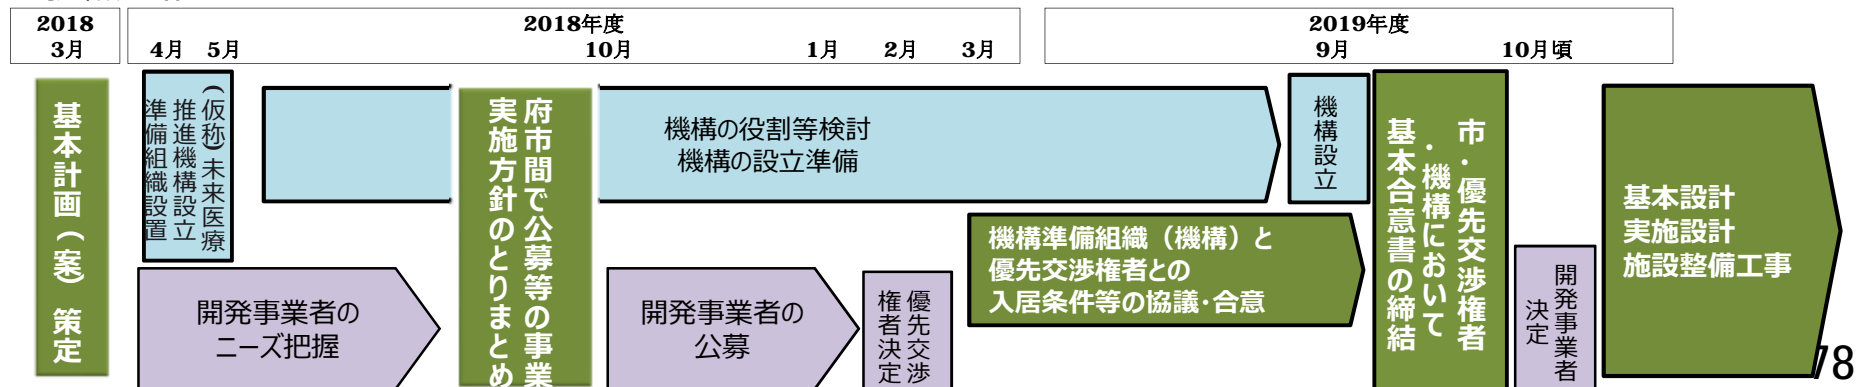 2018
3月
2018年度
4月 5月 10月 1月 2月 3月
2019年度
9月 10月頃
基本計画（案）策定
（仮称）未来医療
推進機構設立
準備組織設置
府市間で公募等の事業
実施方針のとりまとめ
機構の役割等検討
機構の設立準備
機構設立
市・優先交渉権者
・機構において
基本合意書の締結
機構準備組織（機構）と
優先交渉権者との
入居条件等の協議・合意
開発事業者の
ニーズ把握
開発事業者の
公募
優先交渉
権者決定
開発事業者
決定
基本設計
実施設計
施設整備工事
78